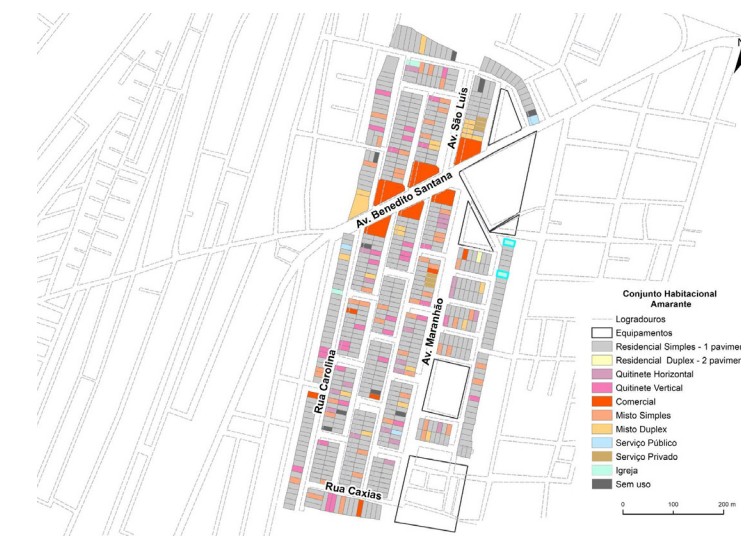 N
Av. São Luis
Av. Benedito Santana
Av. Maranhão
Rua Carolina
Rua Caxias
Conjunto Habitacional
Amarante
Logradouros
Equipamentos
Residencial Simples - 1 pavimen
Residencial Duplex - 2 pavimen
Quitinete Horizontal
Quitinete Vertical
Comercial
Misto Simples
Misto Duplex
Serviço Público
Serviço Privado
Igreja
Sem uso
0 100 200 m